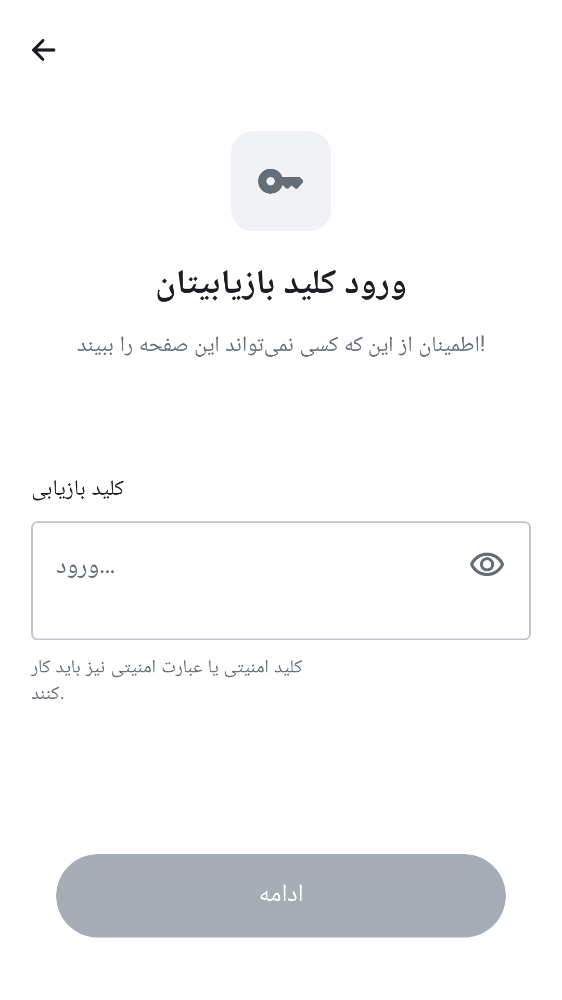 ورود کلید بازیابیتان
اطمینان از این که کسی نمی‌تواند این صفحه را ببیند!
کلید بازیابی
ورود...
کلید امنیتی یا عبارت امنیتی نیز باید کار
کنند.
ادامه